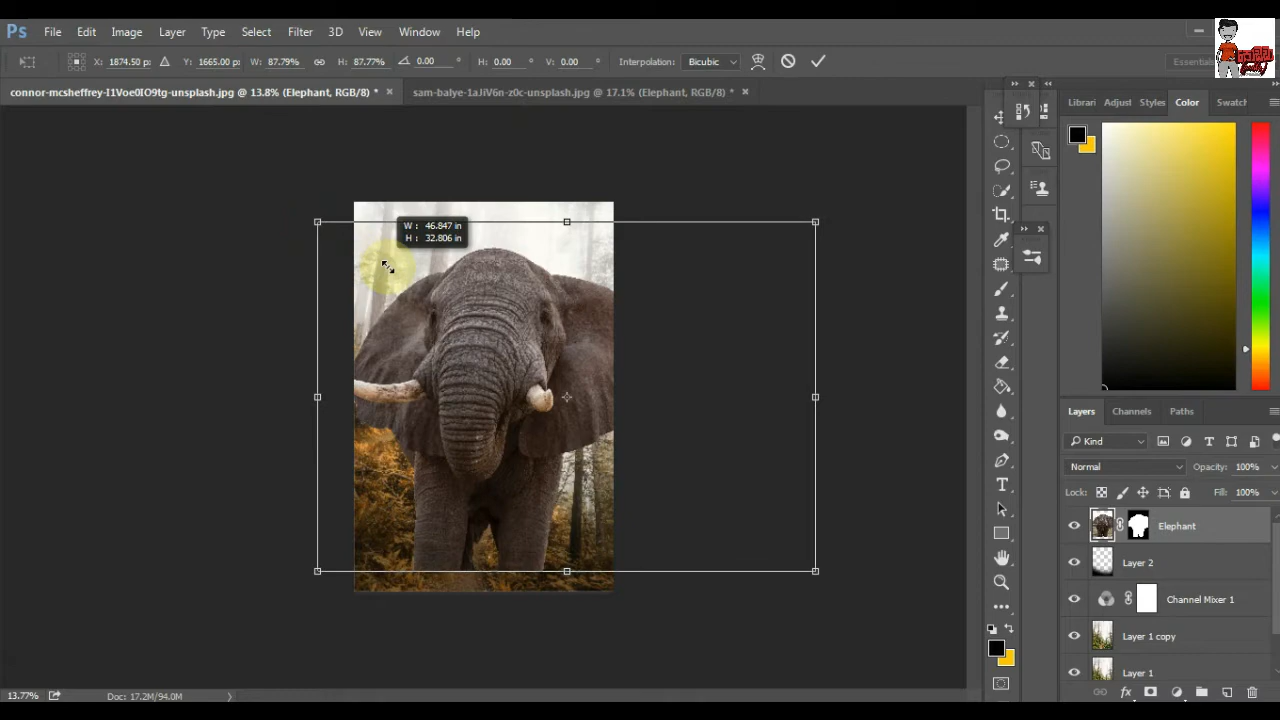 Ps File Edit Image Layer Type Select Filter 3D View Window Help
X: 1874.50 px Y: 1665.00 px W: 87.79% H: 87.77% 0.00 ° H: 0.00 ° V: 0.00 ° Interpolation: Bicubic Essentials
connor-mcsheffrey-I1Voe0IO9tg-unsplash.jpg @ 13.8% (Elephant, RGB/8) * × sam-balye-1aJiV6n-z0c-unsplash.jpg @ 17.1% (Elephant, RGB/8) * ×
Librari Adjust Styles Color Swatch
W : 46.847 in
H : 32.806 in
Layers Channels Paths
Kind
Normal Opacity: 100%
Lock: Fill: 100%
Elephant
Layer 2
Channel Mixer 1
Layer 1 copy
Layer 1
13.77% Doc: 17.2M/94.0M